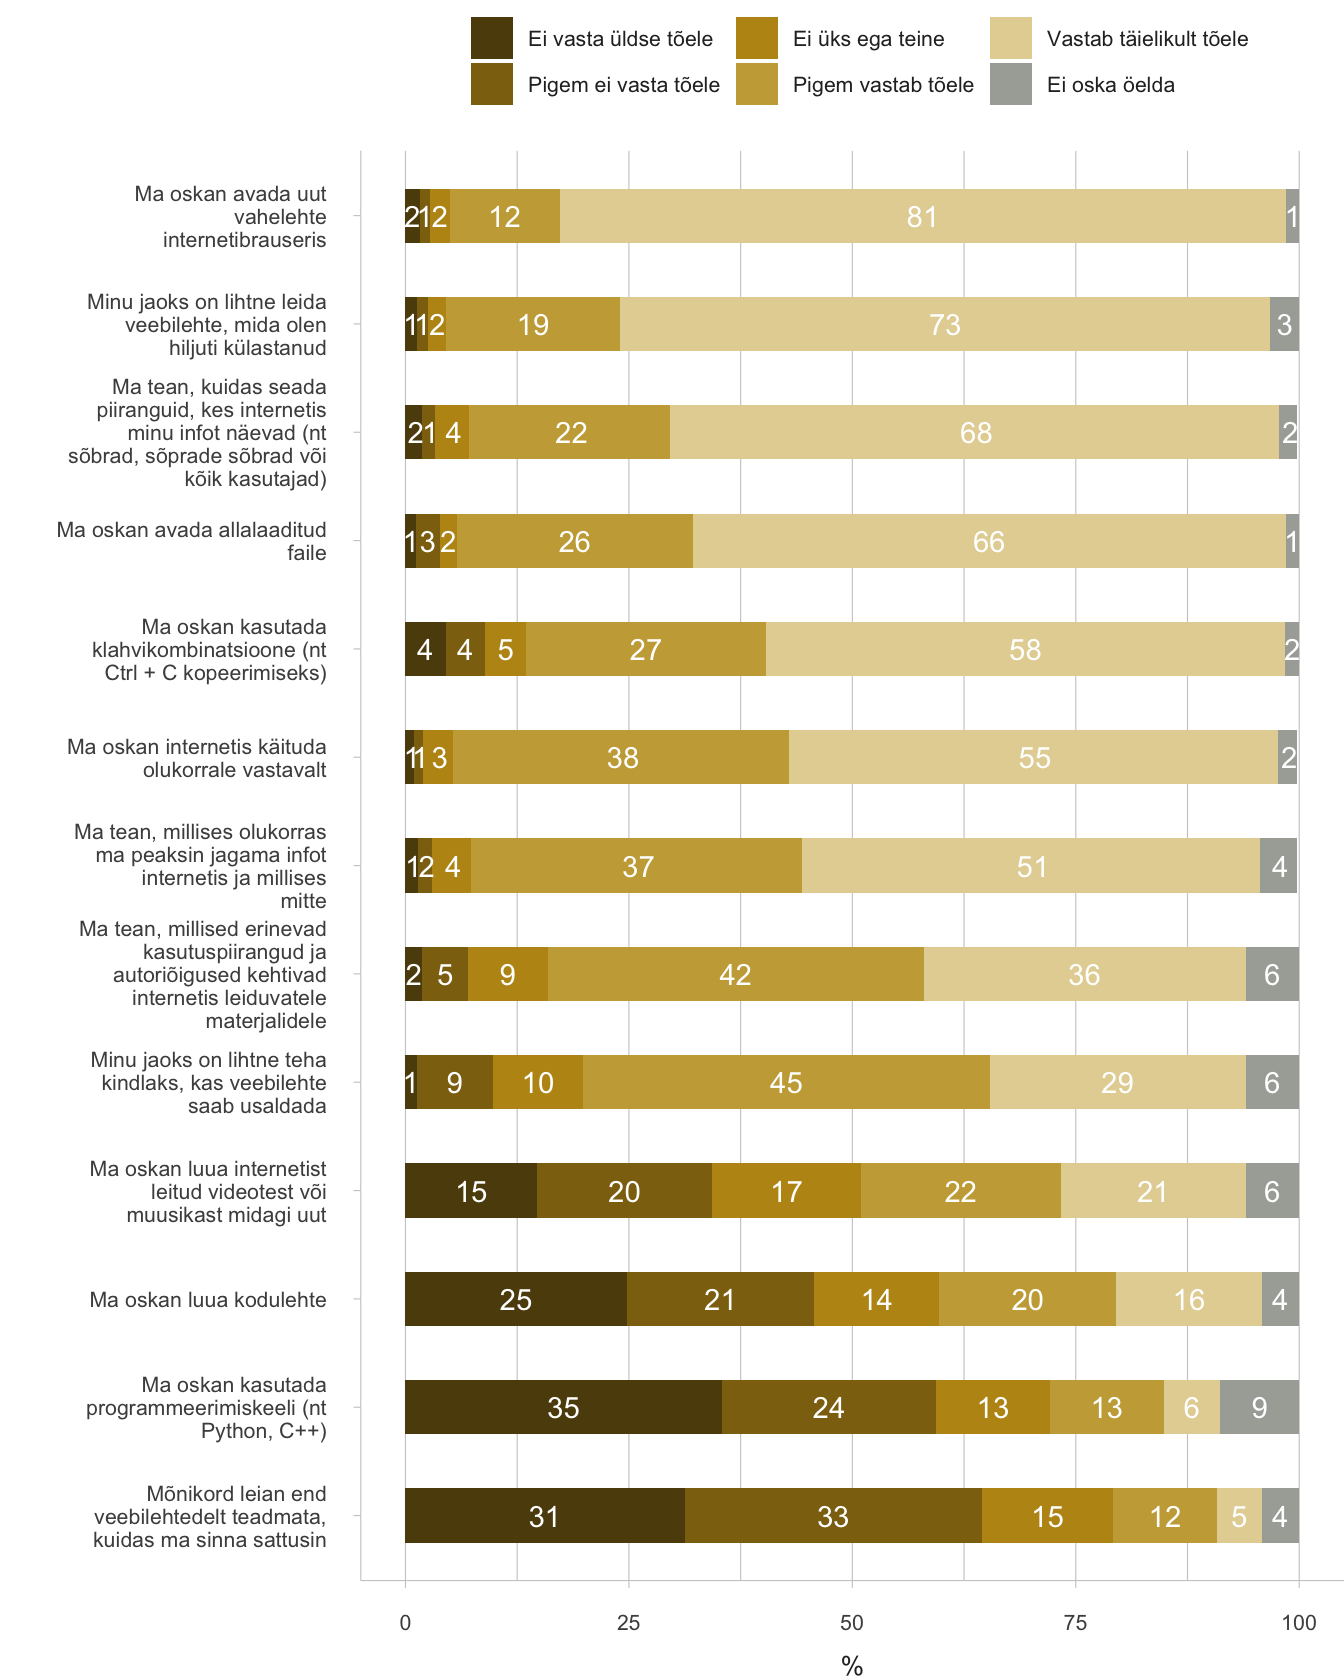 Ei vasta üldse tõele
Ei üks ega teine
Vastab täielikult tõele
Pigem ei vasta tõele
Pigem vastab tõele
Ei oska öelda
Ma oskan avada uut
vahelehte
internetibrauseris
2 1 2 12 81 1
Minu jaoks on lihtne leida
veebilehte, mida olen
hiljuti külastanud
1 1 2 19 73 3
Ma tean, kuidas seada
piiranguid, kes internetis
minu infot näevad (nt
sõbrad, sõprade sõbrad või
kõik kasutajad)
2 1 4 22 68 2
Ma oskan avada allalaaditud
faile
1 3 2 26 66 1
Ma oskan kasutada
klahvikombinatsioone (nt
Ctrl + C kopeerimiseks)
4 4 5 27 58 2
Ma oskan internetis käituda
olukorrale vastavalt
1 1 3 38 55 2
Ma tean, millises olukorras
ma peaksin jagama infot
internetis ja millises
mitte
1 2 4 37 51 4
Ma tean, millised erinevad
kasutuspiirangud ja
autoriõigused kehtivad
internetis leiduvatele
materjalidele
2 5 9 42 36 6
Minu jaoks on lihtne teha
kindlaks, kas veebilehte
saab usaldada
1 9 10 45 29 6
Ma oskan luua internetist
leitud videotest või
muusikast midagi uut
15 20 17 22 21 6
Ma oskan luua kodulehte
25 21 14 20 16 4
Ma oskan kasutada
programmeerimiskeeli (nt
Python, C++)
35 24 13 13 6 9
Mõnikord leian end
veebilehtedelt teadmata,
kuidas ma sinna sattusin
31 33 15 12 5 4
0 25 50 75 100
%